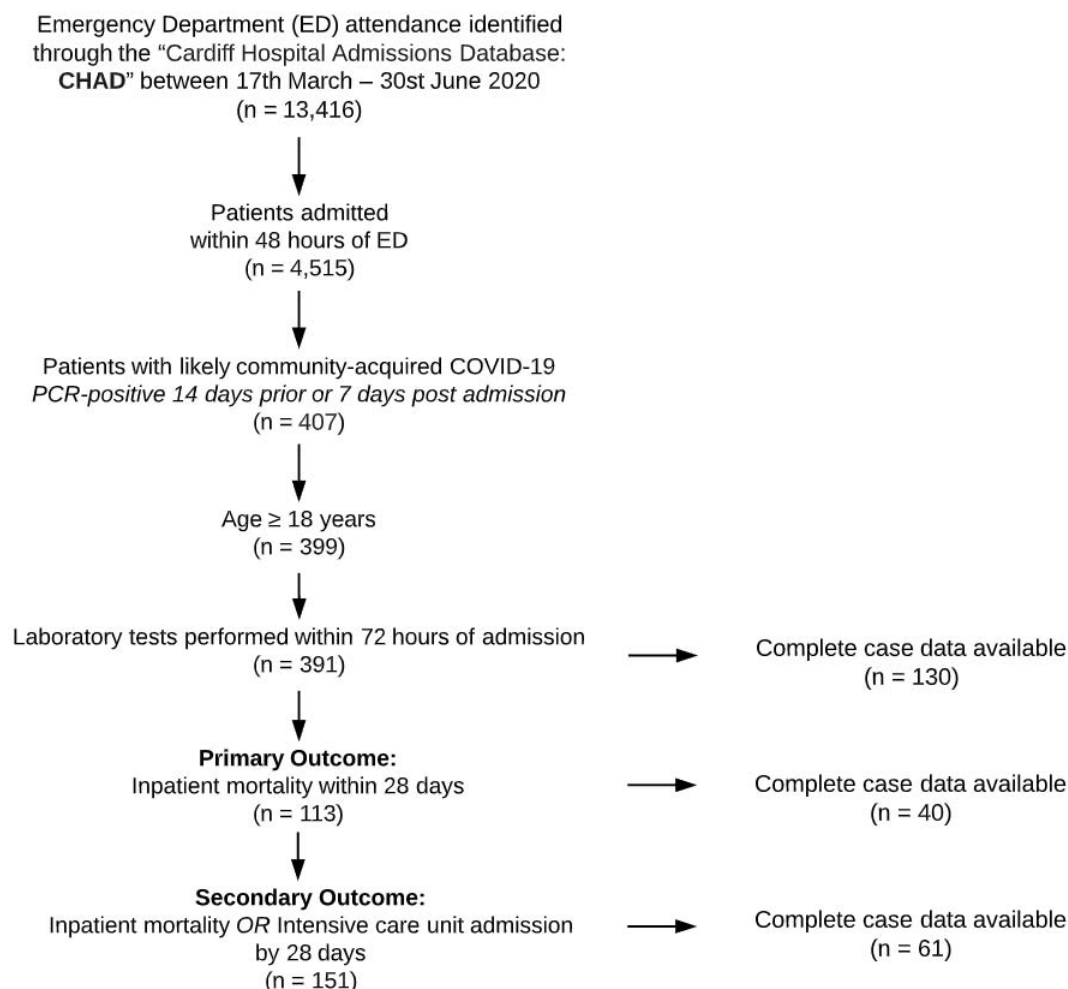 Emergency Department (ED) attendance identified
through the “Cardiff Hospital Admissions Database:
CHAD” between 17th March – 30st June 2020
(n = 13,416)
Patients admitted
within 48 hours of ED
(n = 4,515)
Patients with likely community-acquired COVID-19
PCR-positive 14 days prior or 7 days post admission
(n = 407)
Age ≥ 18 years
(n = 399)
Laboratory tests performed within 72 hours of admission
(n = 391)
Complete case data available
(n = 130)
Primary Outcome:
Inpatient mortality within 28 days
(n = 113)
Complete case data available
(n = 40)
Secondary Outcome:
Inpatient mortality OR Intensive care unit admission
by 28 days
(n = 151)
Complete case data available
(n = 61)